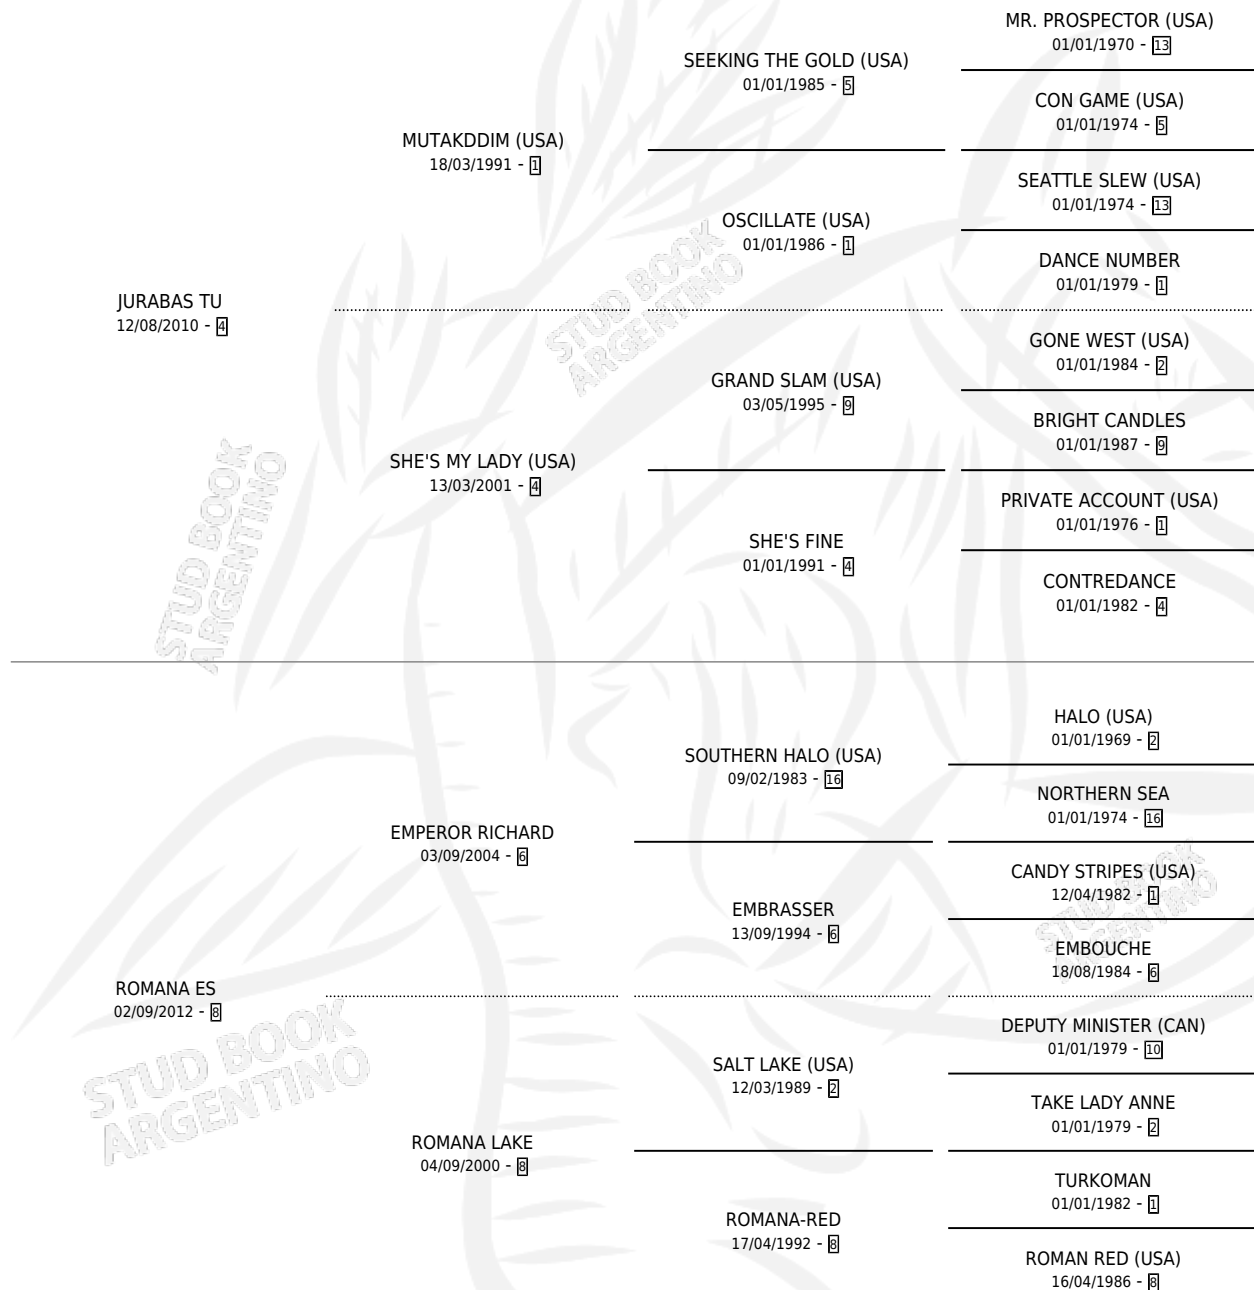 MR. PROSPECTOR (USA)
01/01/1970 - 13
SEEKING THE GOLD (USA)
01/01/1985 - 5
CON GAME (USA)
01/01/1974 - 5
MUTAKDDIM (USA)
18/03/1991 - 1
SEATTLE SLEW (USA)
01/01/1974 - 13
OSCILLATE (USA)
01/01/1986 - 1
DANCE NUMBER
01/01/1979 - 1
JURABAS TU
12/08/2010 - 4
STUD BOOK
ARGENTINO
GONE WEST (USA)
01/01/1984 - 2
GRAND SLAM (USA)
03/05/1995 - 9
BRIGHT CANDLES
01/01/1987 - 9
SHE'S MY LADY (USA)
13/03/2001 - 4
PRIVATE ACCOUNT (USA)
01/01/1976 - 1
SHE'S FINE
01/01/1991 - 4
CONTREDANCE
01/01/1982 - 4
STUD BOOK
ARGENTINO
HALO (USA)
01/01/1969 - 2
SOUTHERN HALO (USA)
09/02/1983 - 16
NORTHERN SEA
01/01/1974 - 16
EMPEROR RICHARD
03/09/2004 - 6
CANDY STRIPES (USA)
12/04/1982 - 1
EMBRASSER
13/09/1994 - 6
STUD BOOK
ARGENTINO
EMBOUCHE
18/08/1984 - 6
ROMANA ES
02/09/2012 - 8
STUD BOOK
ARGENTINO
DEPUTY MINISTER (CAN)
01/01/1979 - 10
SALT LAKE (USA)
12/03/1989 - 2
TAKE LADY ANNE
01/01/1979 - 2
ROMANA LAKE
04/09/2000 - 8
TURKOMAN
01/01/1982 - 1
ROMANA-RED
17/04/1992 - 8
ROMAN RED (USA)
16/04/1986 - 8